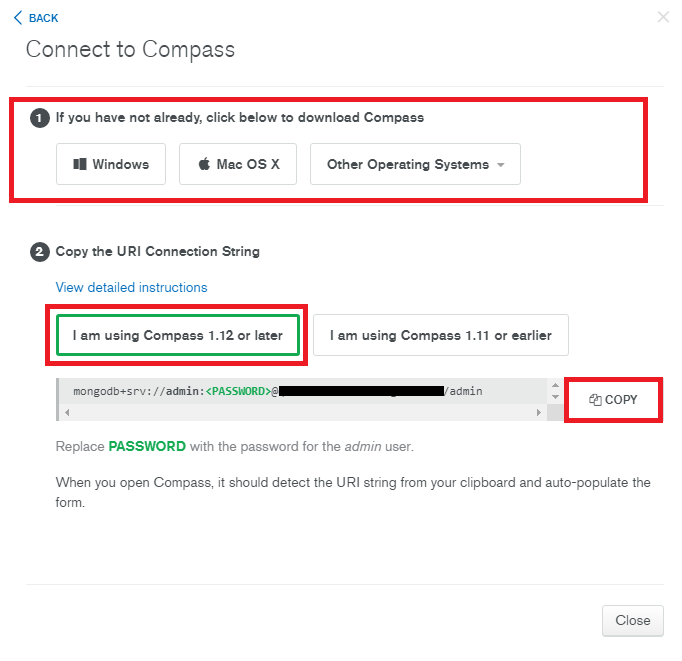 BACK
Connect to Compass
1 If you have not already, click below to download Compass
Windows Mac OS X Other Operating Systems
2 Copy the URI Connection String
View detailed instructions
I am using Compass 1.12 or later I am using Compass 1.11 or earlier
mongodb+srv://admin:<PASSWORD>@ /admin
COPY
Replace PASSWORD with the password for the admin user.
When you open Compass, it should detect the URI string from your clipboard and auto-populate the
form.
Close